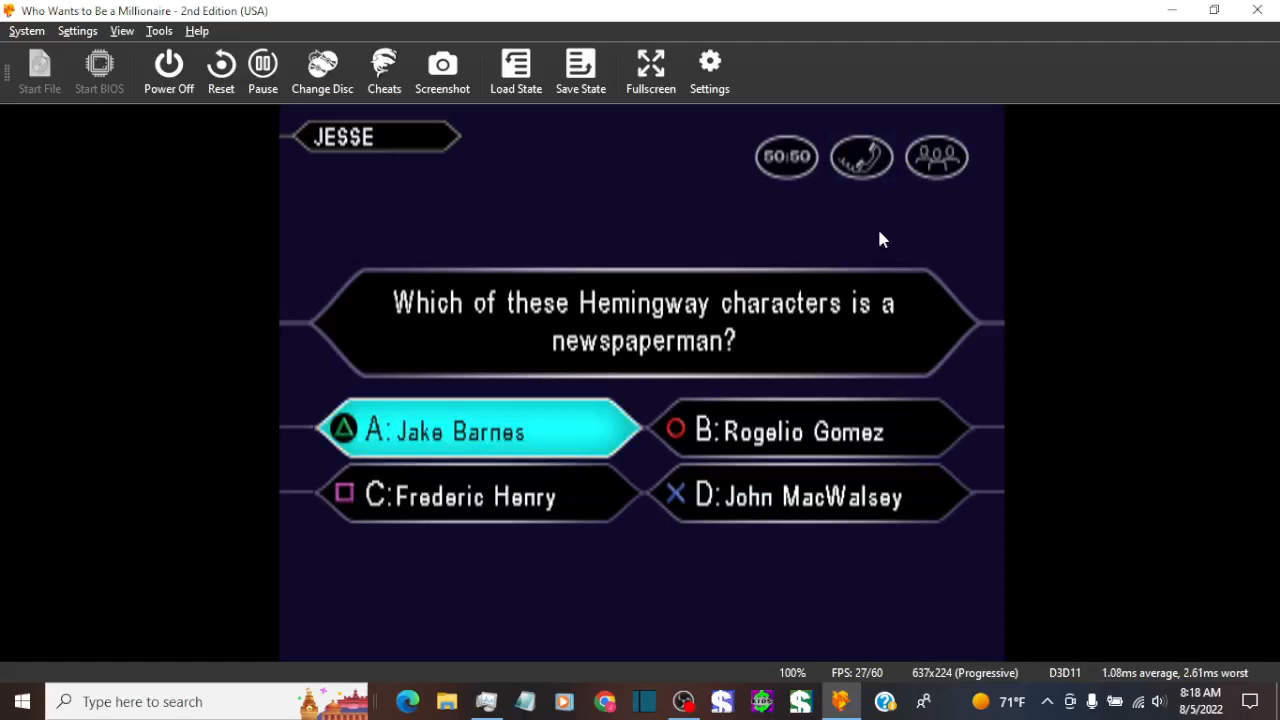 Who Wants to Be a Millionaire - 2nd Edition (USA)
System Settings View Tools Help
Start File Start BIOS Power Off Reset Pause Change Disc Cheats Screenshot Load State Save State Fullscreen Settings
JESSE
50:50
Which of these Hemingway characters is a
newspaperman?
A: Jake Barnes
B: Rogelio Gomez
C: Frederic Henry
D: John MacWalsey
100% FPS: 27/60 637x224 (Progressive) D3D11 1.08ms average, 2.61ms worst
Type here to search
KIDS
71°F
8:18 AM
8/5/2022